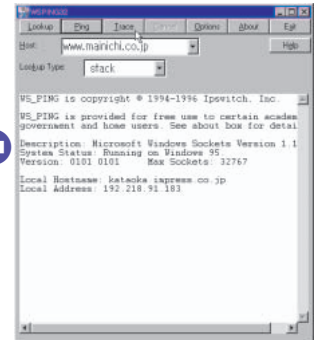 WSPING32
Lookup Ping Trace Cancel Options About Exit
Host: www.mainichi.co.jp Help
Lookup Type: stack
WS_PING is copyright © 1994-1996 Ipswitch, Inc.
WS_PING is provided for free use to certain academ
government and home users. See about box for detai
Description: Microsoft Windows Sockets Version 1.1
System Status: Running on Windows 95
Version: 0101 0101 Max Sockets: 32767
Local Hostname: kataoka impress.co.jp
Local Address: 192.218.91.183